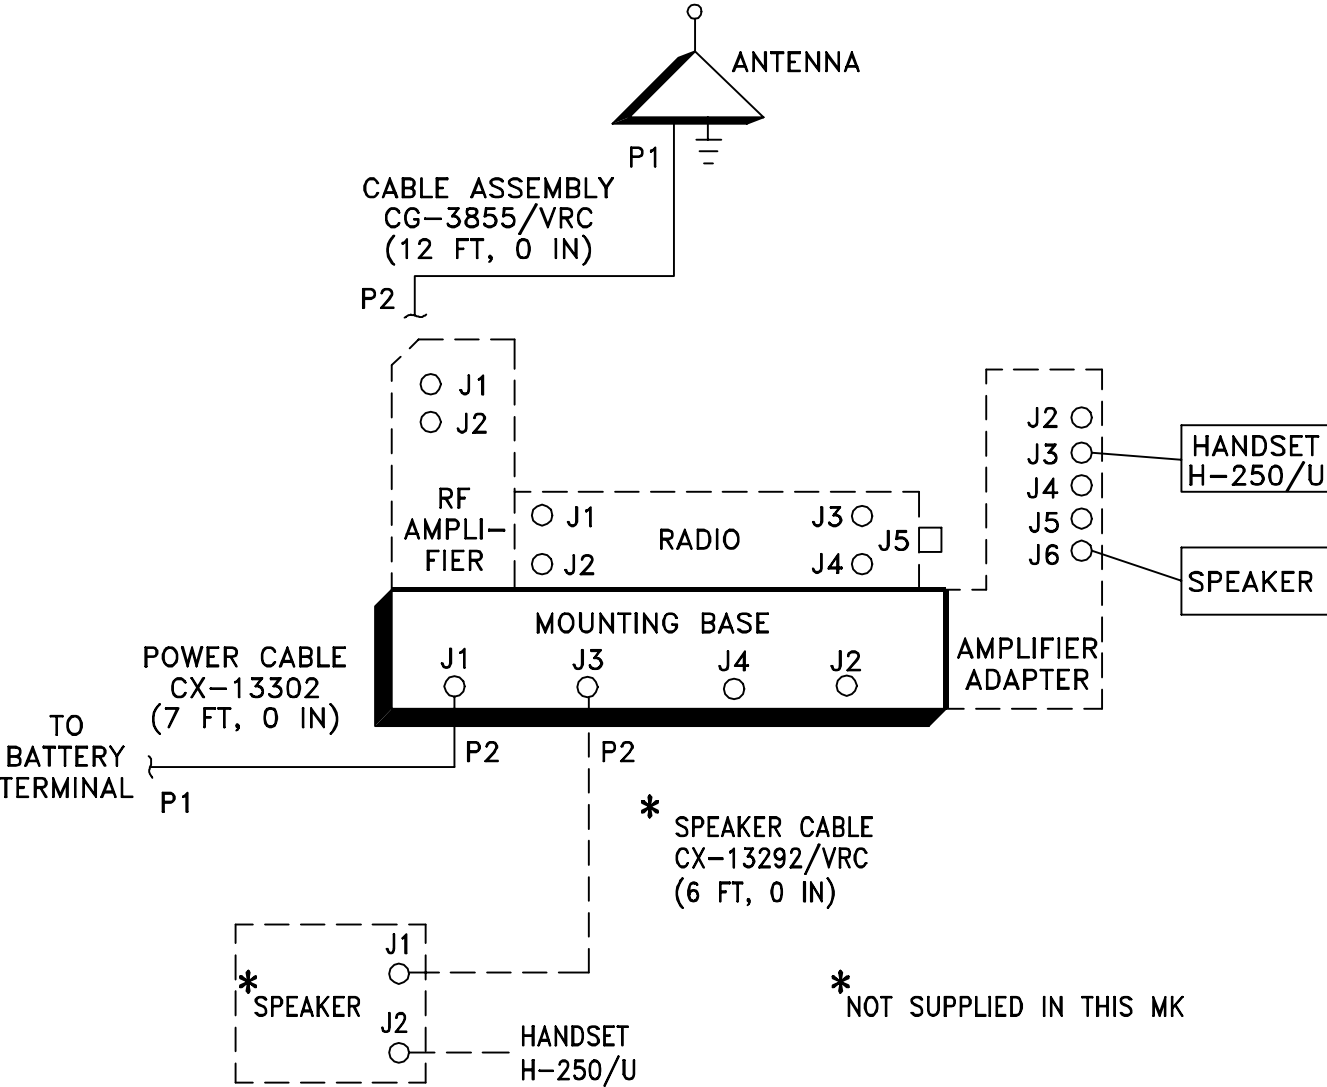 ANTENNA
P1
CABLE ASSEMBLY
CG-3855/VRC
(12 FT, 0 IN)
P2
J1
J2
RF
AMPLI-
FIER
J1
J2
RADIO
J3
J4
J5
J2
J3
J4
J5
J6
HANDSET
H-250/U
SPEAKER
AMPLIFIER
ADAPTER
MOUNTING BASE
J1
J3
J4
J2
POWER CABLE
CX-13302
(7 FT, 0 IN)
TO
BATTERY
TERMINAL
P1
P2
P2
*
SPEAKER CABLE
CX-13292/VRC
(6 FT, 0 IN)
J1
*
SPEAKER
J2
HANDSET
H-250/U
*
NOT SUPPLIED IN THIS MK